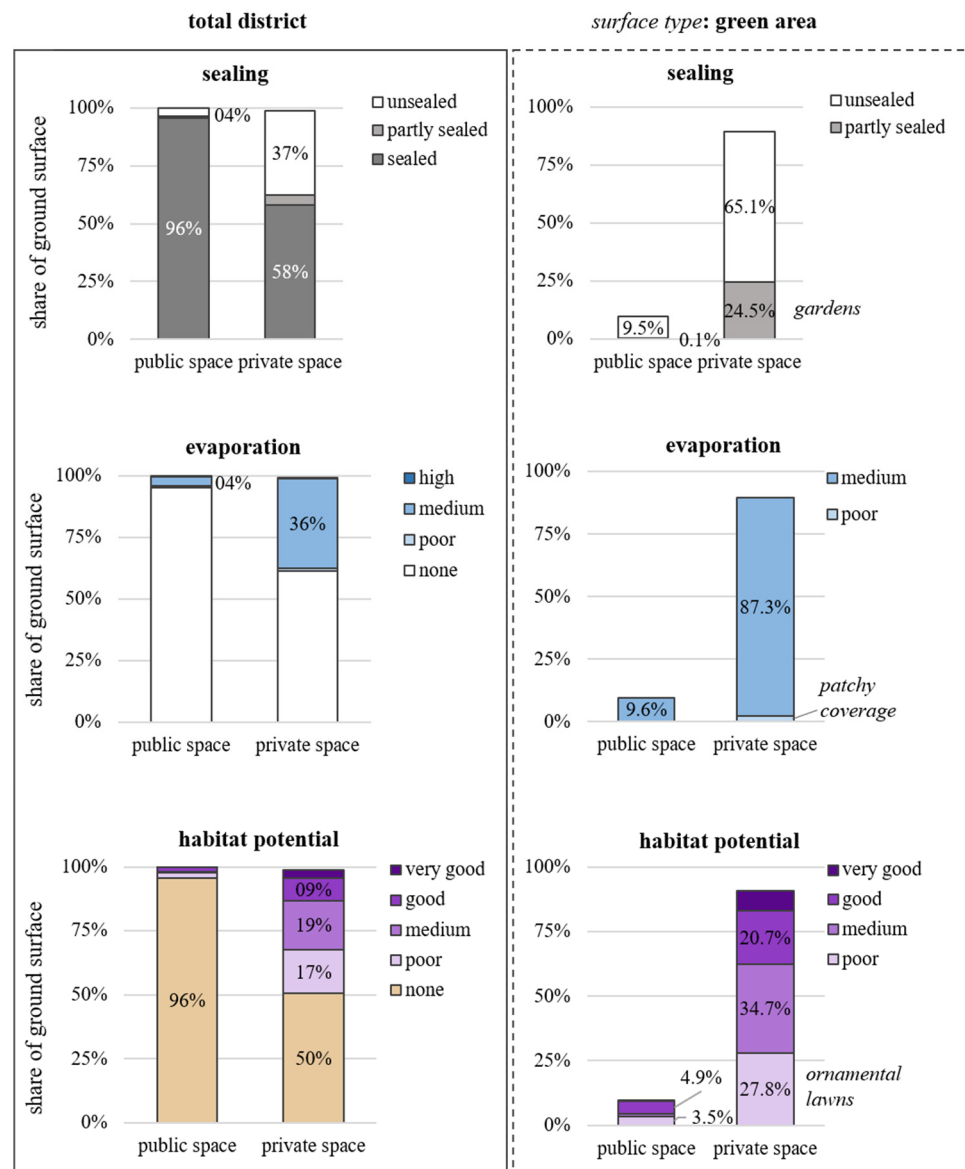 total district
sealing
share of ground surface
100%
75%
50%
25%
0%
04%
96%
37%
58%
public space private space
unsealed
partly sealed
sealed
evaporation
share of ground surface
100%
75%
50%
25%
0%
04%
36%
public space private space
high
medium
poor
none
habitat potential
share of ground surface
100%
75%
50%
25%
0%
96%
09%
19%
17%
50%
public space private space
very good
good
medium
poor
none
surface type: green area
sealing
100%
75%
50%
25%
0%
9.5%
0.1%
65.1%
24.5%
gardens
public space private space
unsealed
partly sealed
evaporation
100%
75%
50%
25%
0%
9.6%
87.3%
patchy
coverage
public space private space
medium
poor
habitat potential
100%
75%
50%
25%
0%
4.9%
3.5%
20.7%
34.7%
27.8%
ornamental
lawns
public space private space
very good
good
medium
poor